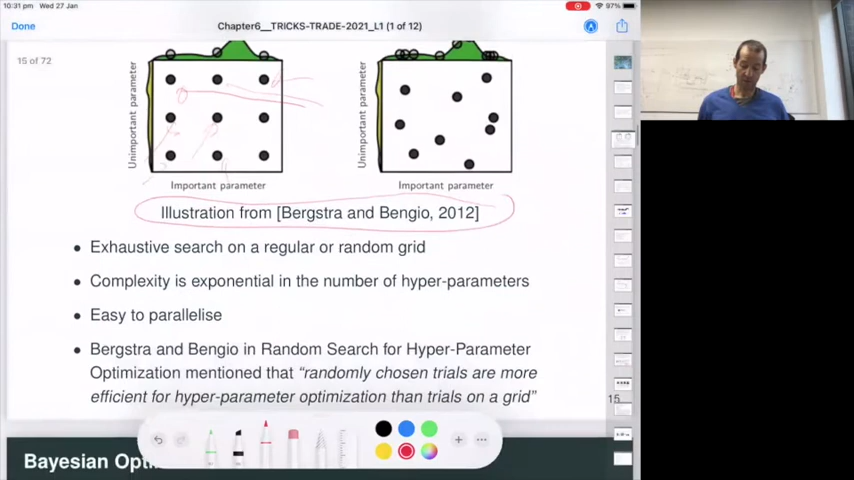 10:31 pm Wed 27 Jan
97%
Done
Chapter6__TRICKS-TRADE-2021_L1 (1 of 12)
15 of 72
Unimportant parameter
Important parameter
Unimportant parameter
Important parameter
Illustration from [Bergstra and Bengio, 2012]
• Exhaustive search on a regular or random grid
• Complexity is exponential in the number of hyper-parameters
• Easy to parallelise
• Bergstra and Bengio in Random Search for Hyper-Parameter
Optimization mentioned that “randomly chosen trials are more
efficient for hyper-parameter optimization than trials on a grid”
15
Bayesian